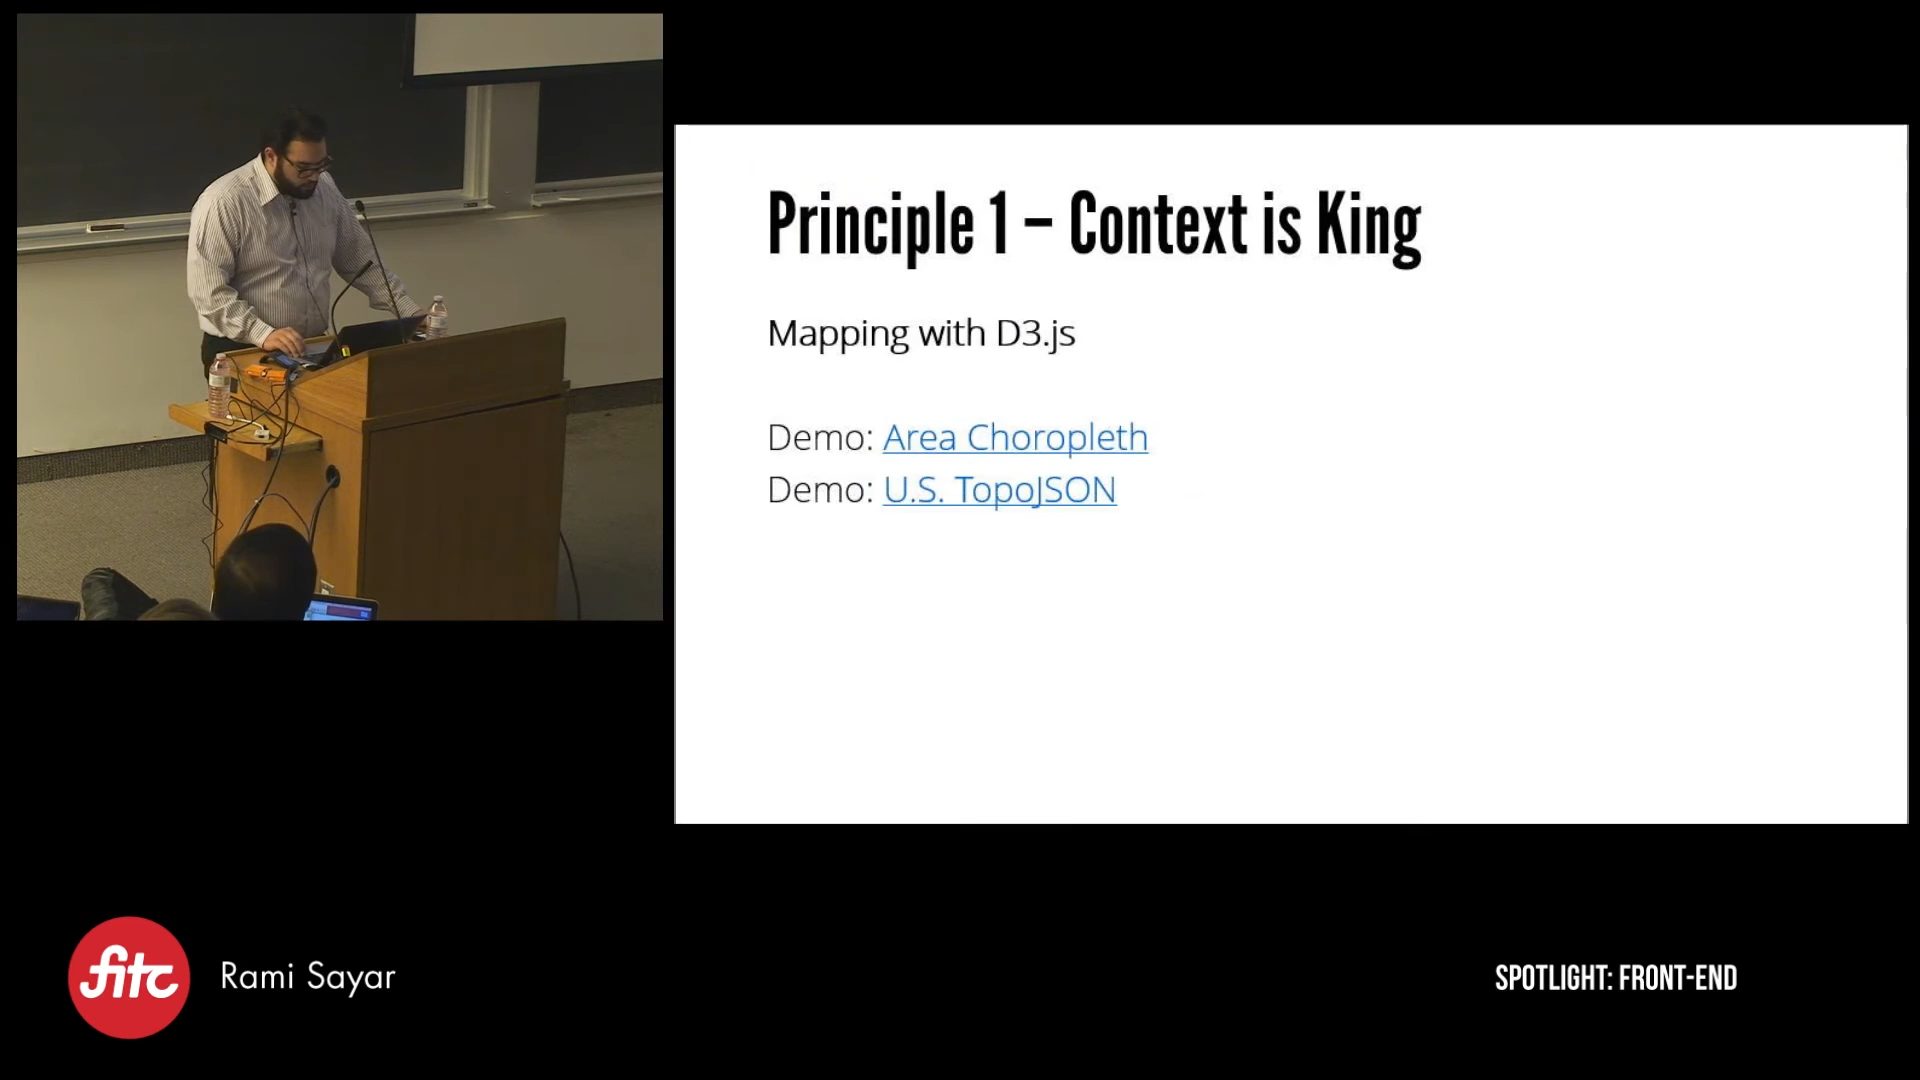 Principle 1 – Context is King
Mapping with D3.js
Demo: Area Choropleth
Demo: U.S. TopoJSON
fitc
Rami Sayar
SPOTLIGHT: FRONT-END